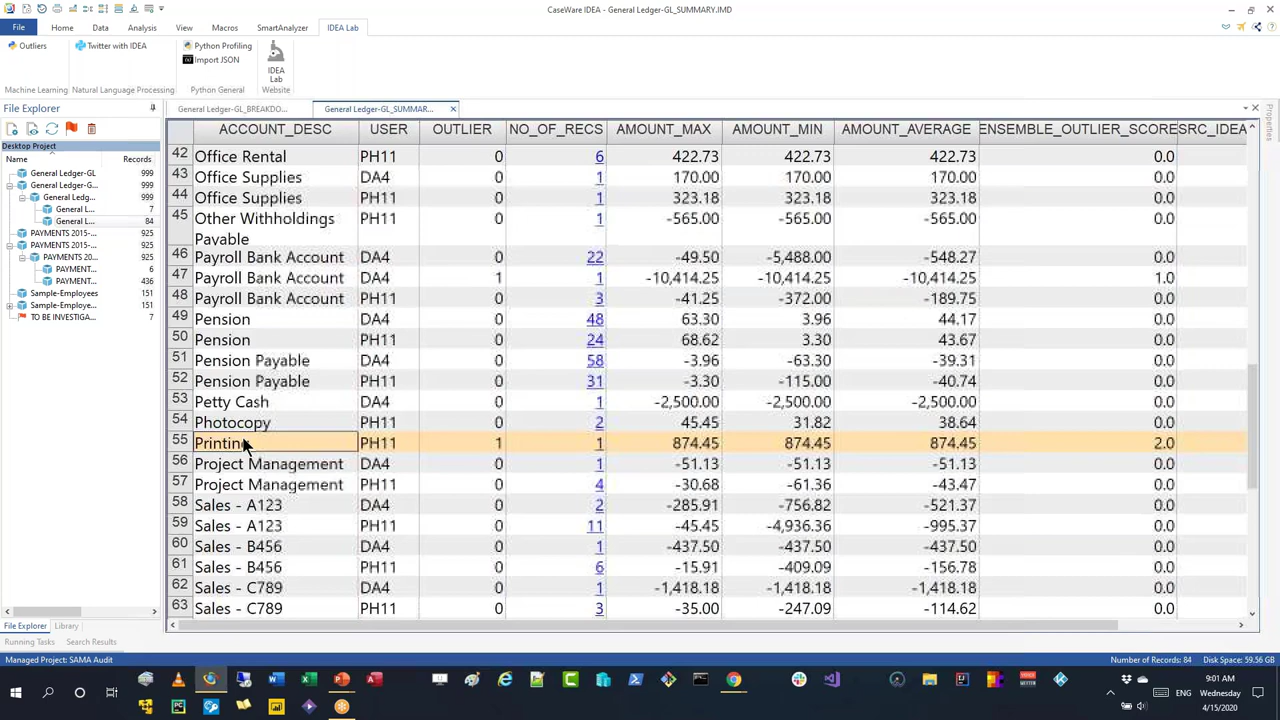 CaseWare IDEA - General Ledger-GL_SUMMARY.IMD
File Home Data Analysis View Macros SmartAnalyzer IDEA Lab
Outliers Twitter with IDEA Python Profiling
Import JSON
IDEA
Lab
Machine Learning Natural Language Processing Python General Website
File Explorer
General Ledger-GL_BREAKDO... General Ledger-GL_SUMMAR...
Properties
Desktop Project
Name Records
General Ledger-GL 999
General Ledger-G... 999
General Ledg... 999
General L... 7
General L... 84
PAYMENTS 2015-... 925
PAYMENTS 2015-... 925
PAYMENTS 20... 925
PAYMENT... 6
PAYMENT... 436
Sample-Employees 151
Sample-Employe... 151
TO BE INVESTIGA... 7
ACCOUNT_DESC USER OUTLIER NO_OF_RECS AMOUNT_MAX AMOUNT_MIN AMOUNT_AVERAGE ENSEMBLE_OUTLIER_SCORE SRC_IDEA
42 Office Rental PH11 0 6 422.73 422.73 422.73 0.0
43 Office Supplies DA4 0 1 170.00 170.00 170.00 0.0
44 Office Supplies PH11 0 1 323.18 323.18 323.18 0.0
45 Other Withholdings PH11 0 1 -565.00 -565.00 -565.00 0.0
Payable
46 Payroll Bank Account DA4 0 22 -49.50 -5,488.00 -548.27 0.0
47 Payroll Bank Account DA4 1 1 -10,414.25 -10,414.25 -10,414.25 1.0
48 Payroll Bank Account PH11 0 3 -41.25 -372.00 -189.75 0.0
49 Pension DA4 0 48 63.30 3.96 44.17 0.0
50 Pension PH11 0 24 68.62 3.30 43.67 0.0
51 Pension Payable DA4 0 58 -3.96 -63.30 -39.31 0.0
52 Pension Payable PH11 0 31 -3.30 -115.00 -40.74 0.0
53 Petty Cash DA4 0 1 -2,500.00 -2,500.00 -2,500.00 0.0
54 Photocopy PH11 0 2 45.45 31.82 38.64 0.0
55 Printing PH11 1 1 874.45 874.45 874.45 2.0
56 Project Management DA4 0 1 -51.13 -51.13 -51.13 0.0
57 Project Management PH11 0 4 -30.68 -61.36 -43.47 0.0
58 Sales - A123 DA4 0 2 -285.91 -756.82 -521.37 0.0
59 Sales - A123 PH11 0 11 -45.45 -4,936.36 -995.37 0.0
60 Sales - B456 DA4 0 1 -437.50 -437.50 -437.50 0.0
61 Sales - B456 PH11 0 6 -15.91 -409.09 -156.78 0.0
62 Sales - C789 DA4 0 1 -1,418.18 -1,418.18 -1,418.18 0.0
63 Sales - C789 PH11 0 3 -35.00 -247.09 -114.62 0.0
File Explorer Library
Running Tasks Search Results
Managed Project: SAMA Audit Number of Records: 84 Disk Space: 59.56 GB
9:01 AM
ENG Wednesday
4/15/2020